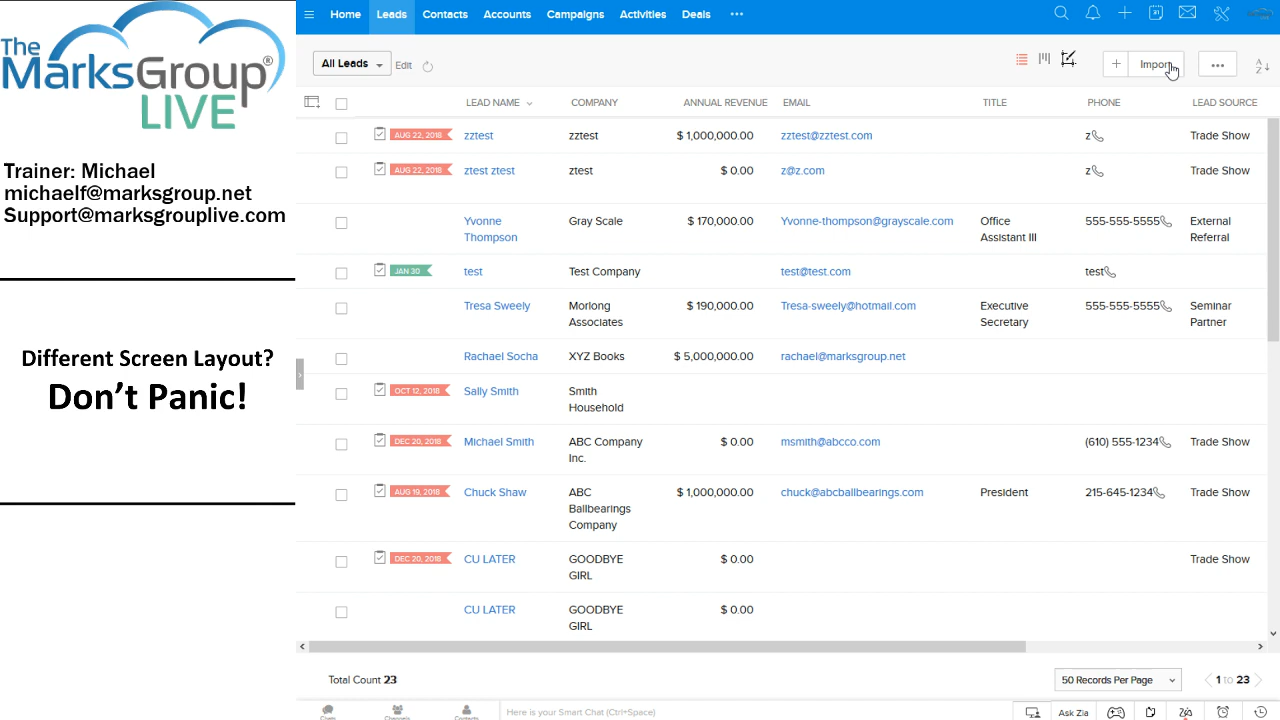 The
MarksGroup®
LIVE
Trainer: Michael
michaelf@marksgroup.net
Support@marksgrouplive.com
Different Screen Layout?
Don't Panic!
Home Leads Contacts Accounts Campaigns Activities Deals
All Leads Edit
Import
LEAD NAME COMPANY ANNUAL REVENUE EMAIL TITLE PHONE LEAD SOURCE
AUG 22, 2018 zztest zztest $ 1,000,000.00 zztest@zztest.com z Trade Show
AUG 22, 2018 ztest ztest ztest $ 0.00 z@z.com z Trade Show
Yvonne Gray Scale $ 170,000.00 Yvonne-thompson@grayscale.com Office 555-555-5555 External
Thompson Assistant III Referral
JAN 30 test Test Company test@test.com test
Tresa Sweely Morlong $ 190,000.00 Tresa-sweely@hotmail.com Executive 555-555-5555 Seminar
Associates Secretary Partner
Rachael Socha XYZ Books $ 5,000,000.00 rachael@marksgroup.net
OCT 12, 2018 Sally Smith Smith
Household
DEC 20, 2018 Michael Smith ABC Company $ 0.00 msmith@abcco.com (610) 555-1234 Trade Show
Inc.
AUG 19, 2018 Chuck Shaw ABC $ 1,000,000.00 chuck@abcballbearings.com President 215-645-1234 Trade Show
Ballbearings
Company
DEC 20, 2018 CU LATER GOODBYE $ 0.00 Trade Show
GIRL
CU LATER GOODBYE $ 0.00
GIRL
Total Count 23 50 Records Per Page 1 to 23
Chats Channels Contacts Here is your Smart Chat (Ctrl+Space) Ask Zia